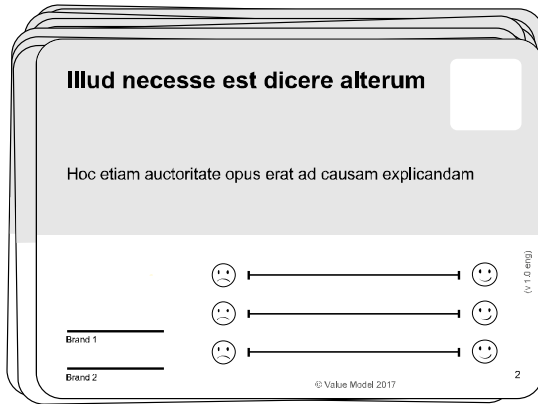 Illud necesse est dicere alterum
Hoc etiam auctoritate opus erat ad causam explicandam
(v 1.0 eng)
Brand 1
Brand 2
© Value Model 2017
2